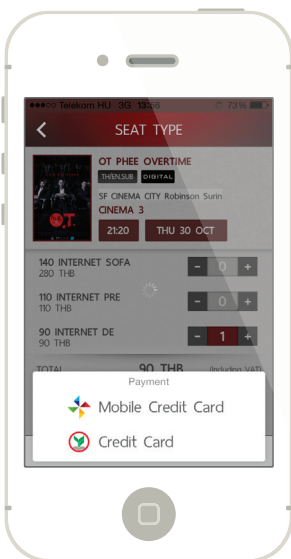 Telekom HU 3G 13:56 73%
SEAT TYPE
OT PHEE OVERTIME
TH/EN.SUB DIGITAL
SF CINEMA CITY Robinson Surin
CINEMA 3
21:20 THU 30 OCT
O.T.
140 INTERNET SOFA
280 THB
- 0 +
110 INTERNET PRE
110 THB
- 0 +
90 INTERNET DE
90 THB
- 1 +
TOTAL 90 THB (Including VAT)
Payment
Mobile Credit Card
Credit Card